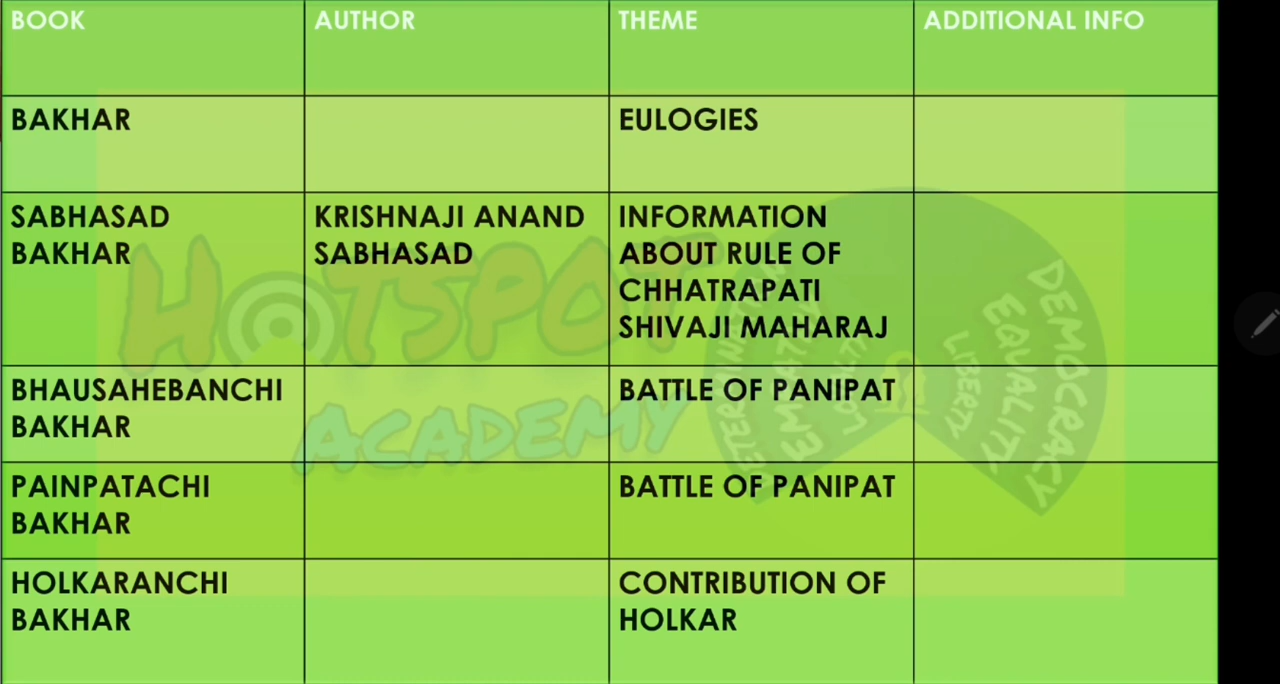 BOOK
AUTHOR
THEME
ADDITIONAL INFO
BAKHAR
EULOGIES
SABHASAD
BAKHAR
KRISHNAJI ANAND
SABHASAD
INFORMATION
ABOUT RULE OF
CHHATRAPATI
SHIVAJI MAHARAJ
BHAUSAHEBANCHI
BAKHAR
BATTLE OF PANIPAT
PAINPATACHI
BAKHAR
BATTLE OF PANIPAT
HOLKARANCHI
BAKHAR
CONTRIBUTION OF
HOLKAR
HOTSPOT
ACADEMY
LIBERTY
EQUALITY
DEMOCRACY